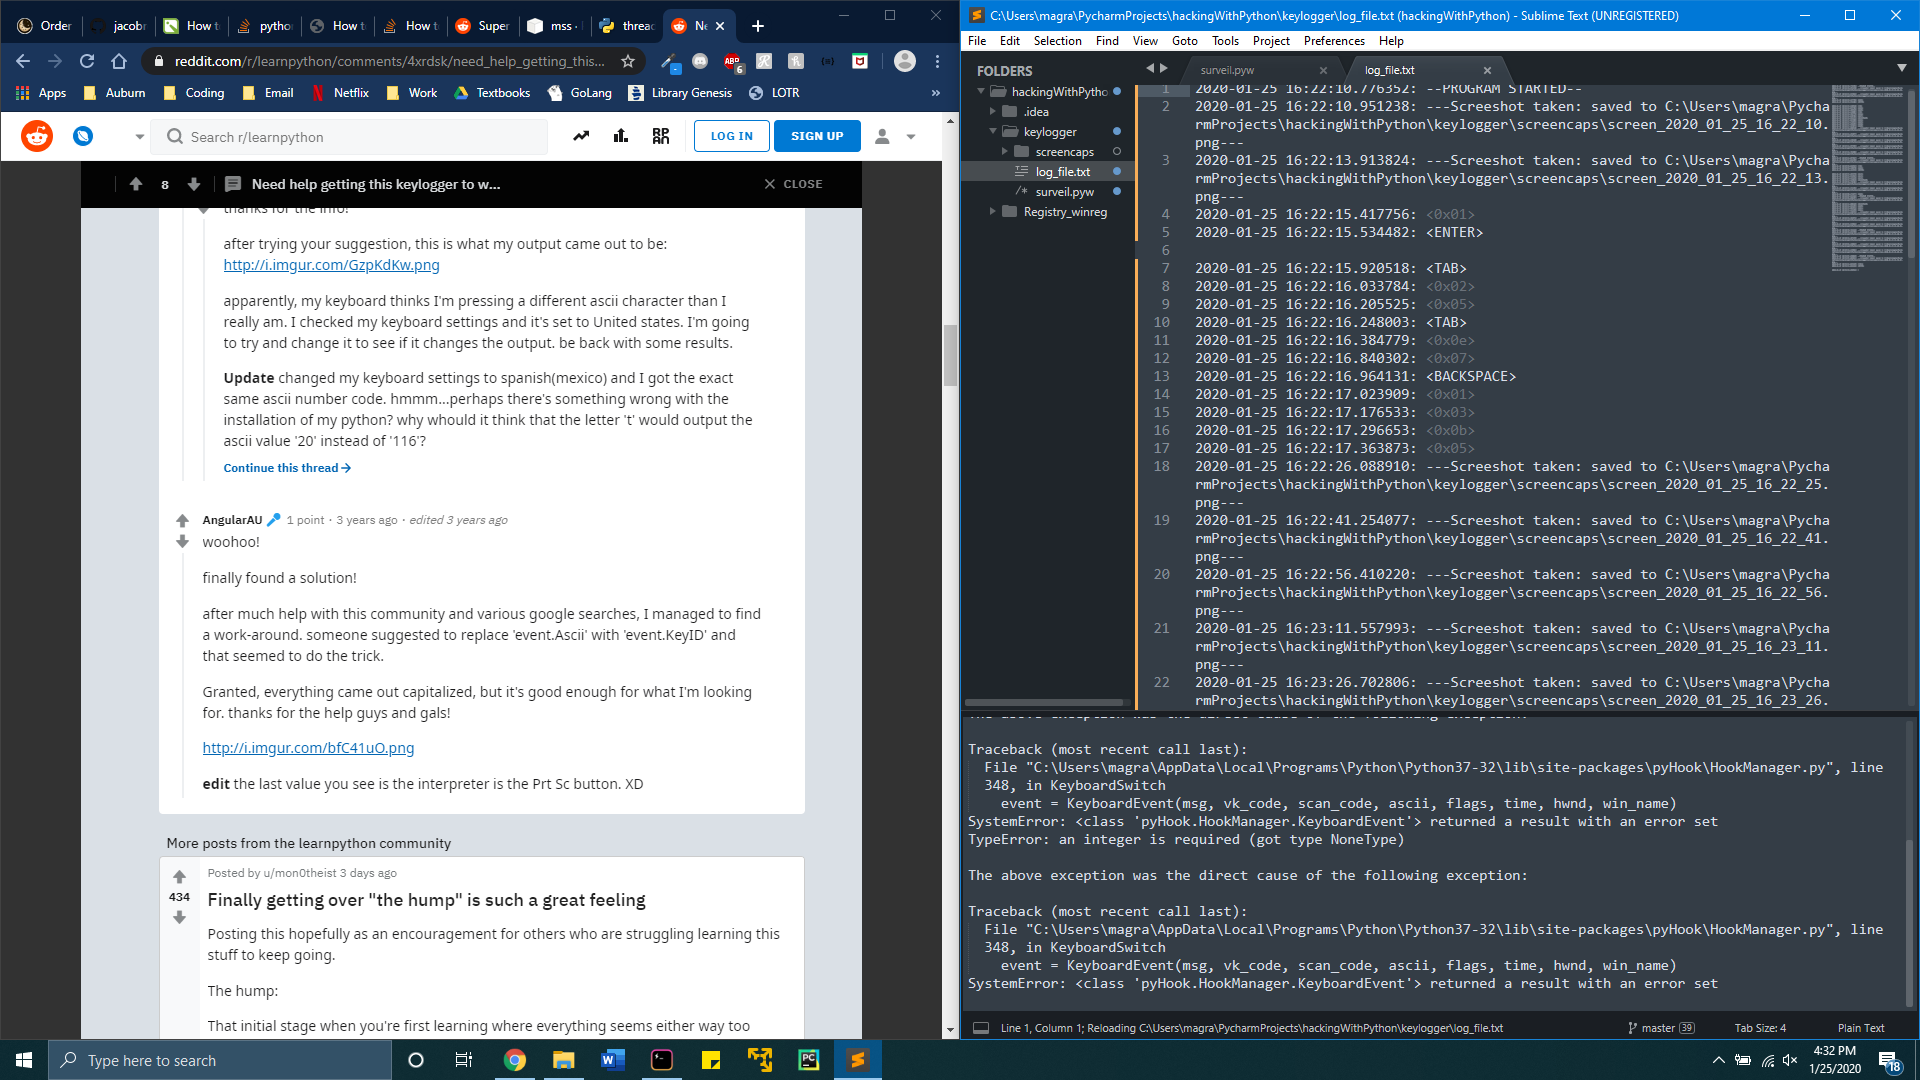 Order
jacobr
How t
pytho
How t
How t
Super
mss ·
threac
Ne
reddit.com/r/learnpython/comments/4xrdsk/need_help_getting_this...
Apps
Auburn
Coding
Email
Netflix
Work
Textbooks
GoLang
Library Genesis
LOTR
»
Search r/learnpython
LOG IN
SIGN UP
8
Need help getting this keylogger to w...
CLOSE
thanks for the info!
after trying your suggestion, this is what my output came out to be:
http://i.imgur.com/GzpKdKw.png
apparently, my keyboard thinks I'm pressing a different ascii character than I
really am. I checked my keyboard settings and it's set to United states. I'm going
to try and change it to see if it changes the output. be back with some results.
Update changed my keyboard settings to spanish(mexico) and I got the exact
same ascii number code. hmmm...perhaps there's something wrong with the
installation of my python? why whould it think that the letter 't' would output the
ascii value '20' instead of '116'?
Continue this thread
AngularAU 1 point · 3 years ago · edited 3 years ago
woohoo!
finally found a solution!
after much help with this community and various google searches, I managed to find
a work-around. someone suggested to replace 'event.Ascii' with 'event.KeyID' and
that seemed to do the trick.
Granted, everything came out capitalized, but it's good enough for what I'm looking
for. thanks for the help guys and gals!
http://i.imgur.com/bfC41uO.png
edit the last value you see is the interpreter is the Prt Sc button. XD
More posts from the learnpython community
Posted by u/mon0theist 3 days ago
434
Finally getting over "the hump" is such a great feeling
Posting this hopefully as an encouragement for others who are struggling learning this
stuff to keep going.
The hump:
That initial stage when you're first learning where everything seems either way too
C:\Users\magra\PycharmProjects\hackingWithPython\keylogger\log_file.txt (hackingWithPython) - Sublime Text (UNREGISTERED)
File Edit Selection Find View Goto Tools Project Preferences Help
FOLDERS
hackingWithPytho
.idea
keylogger
screencaps
log_file.txt
/* surveil.pyw
Registry_winreg
surveil.pyw
log_file.txt
1 2020-01-25 16:22:10.776352: --PROGRAM STARTED--
2 2020-01-25 16:22:10.951238: ---Screeshot taken: saved to C:\Users\magra\Pycha
rmProjects\hackingWithPython\keylogger\screencaps\screen_2020_01_25_16_22_10.
png---
3 2020-01-25 16:22:13.913824: ---Screeshot taken: saved to C:\Users\magra\Pycha
rmProjects\hackingWithPython\keylogger\screencaps\screen_2020_01_25_16_22_13.
png---
4 2020-01-25 16:22:15.417756: <0x01>
5 2020-01-25 16:22:15.534482: <ENTER>
6
7 2020-01-25 16:22:15.920518: <TAB>
8 2020-01-25 16:22:16.033784: <0x02>
9 2020-01-25 16:22:16.205525: <0x05>
10 2020-01-25 16:22:16.248003: <TAB>
11 2020-01-25 16:22:16.384779: <0x0e>
12 2020-01-25 16:22:16.840302: <0x07>
13 2020-01-25 16:22:16.964131: <BACKSPACE>
14 2020-01-25 16:22:17.023909: <0x01>
15 2020-01-25 16:22:17.176533: <0x03>
16 2020-01-25 16:22:17.296653: <0x0b>
17 2020-01-25 16:22:17.363873: <0x05>
18 2020-01-25 16:22:26.088910: ---Screeshot taken: saved to C:\Users\magra\Pycha
rmProjects\hackingWithPython\keylogger\screencaps\screen_2020_01_25_16_22_25.
png---
19 2020-01-25 16:22:41.254077: ---Screeshot taken: saved to C:\Users\magra\Pycha
rmProjects\hackingWithPython\keylogger\screencaps\screen_2020_01_25_16_22_41.
png---
20 2020-01-25 16:22:56.410220: ---Screeshot taken: saved to C:\Users\magra\Pycha
rmProjects\hackingWithPython\keylogger\screencaps\screen_2020_01_25_16_22_56.
png---
21 2020-01-25 16:23:11.557993: ---Screeshot taken: saved to C:\Users\magra\Pycha
rmProjects\hackingWithPython\keylogger\screencaps\screen_2020_01_25_16_23_11.
png---
22 2020-01-25 16:23:26.702806: ---Screeshot taken: saved to C:\Users\magra\Pycha
rmProjects\hackingWithPython\keylogger\screencaps\screen_2020_01_25_16_23_26.
The above exception was the direct cause of the following exception:
Traceback (most recent call last):
File "C:\Users\magra\AppData\Local\Programs\Python\Python37-32\lib\site-packages\pyHook\HookManager.py", line
348, in KeyboardSwitch
event = KeyboardEvent(msg, vk_code, scan_code, ascii, flags, time, hwnd, win_name)
SystemError: <class 'pyHook.HookManager.KeyboardEvent'> returned a result with an error set
TypeError: an integer is required (got type NoneType)
The above exception was the direct cause of the following exception:
Traceback (most recent call last):
File "C:\Users\magra\AppData\Local\Programs\Python\Python37-32\lib\site-packages\pyHook\HookManager.py", line
348, in KeyboardSwitch
event = KeyboardEvent(msg, vk_code, scan_code, ascii, flags, time, hwnd, win_name)
SystemError: <class 'pyHook.HookManager.KeyboardEvent'> returned a result with an error set
Line 1, Column 1; Reloading C:\Users\magra\PycharmProjects\hackingWithPython\keylogger\log_file.txt
master 39
Tab Size: 4
Plain Text
Type here to search
4:32 PM
1/25/2020
18